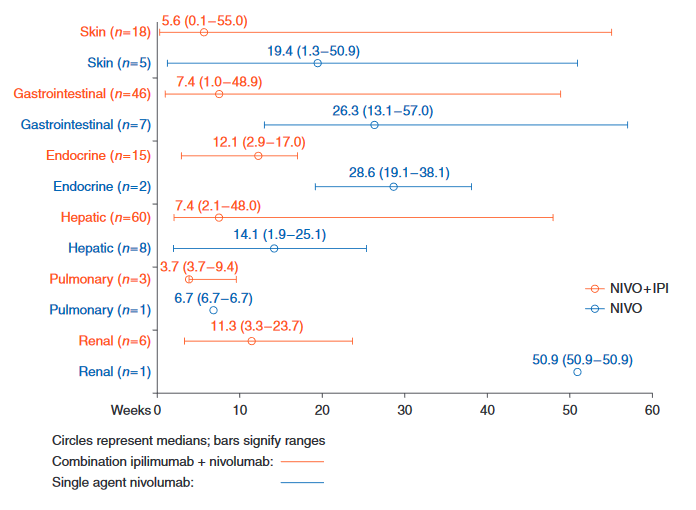 5.6 (0.1–55.0)
Skin (n=18)
19.4 (1.3–50.9)
Skin (n=5)
7.4 (1.0–48.9)
Gastrointestinal (n=46)
26.3 (13.1–57.0)
Gastrointestinal (n=7)
12.1 (2.9–17.0)
Endocrine (n=15)
28.6 (19.1–38.1)
Endocrine (n=2)
7.4 (2.1–48.0)
Hepatic (n=60)
14.1 (1.9–25.1)
Hepatic (n=8)
3.7 (3.7–9.4)
Pulmonary (n=3)
6.7 (6.7–6.7)
Pulmonary (n=1)
11.3 (3.3–23.7)
Renal (n=6)
50.9 (50.9–50.9)
Renal (n=1)
NIVO+IPI
NIVO
Weeks 0 10 20 30 40 50 60
Circles represent medians; bars signify ranges
Combination ipilimumab + nivolumab:
Single agent nivolumab: